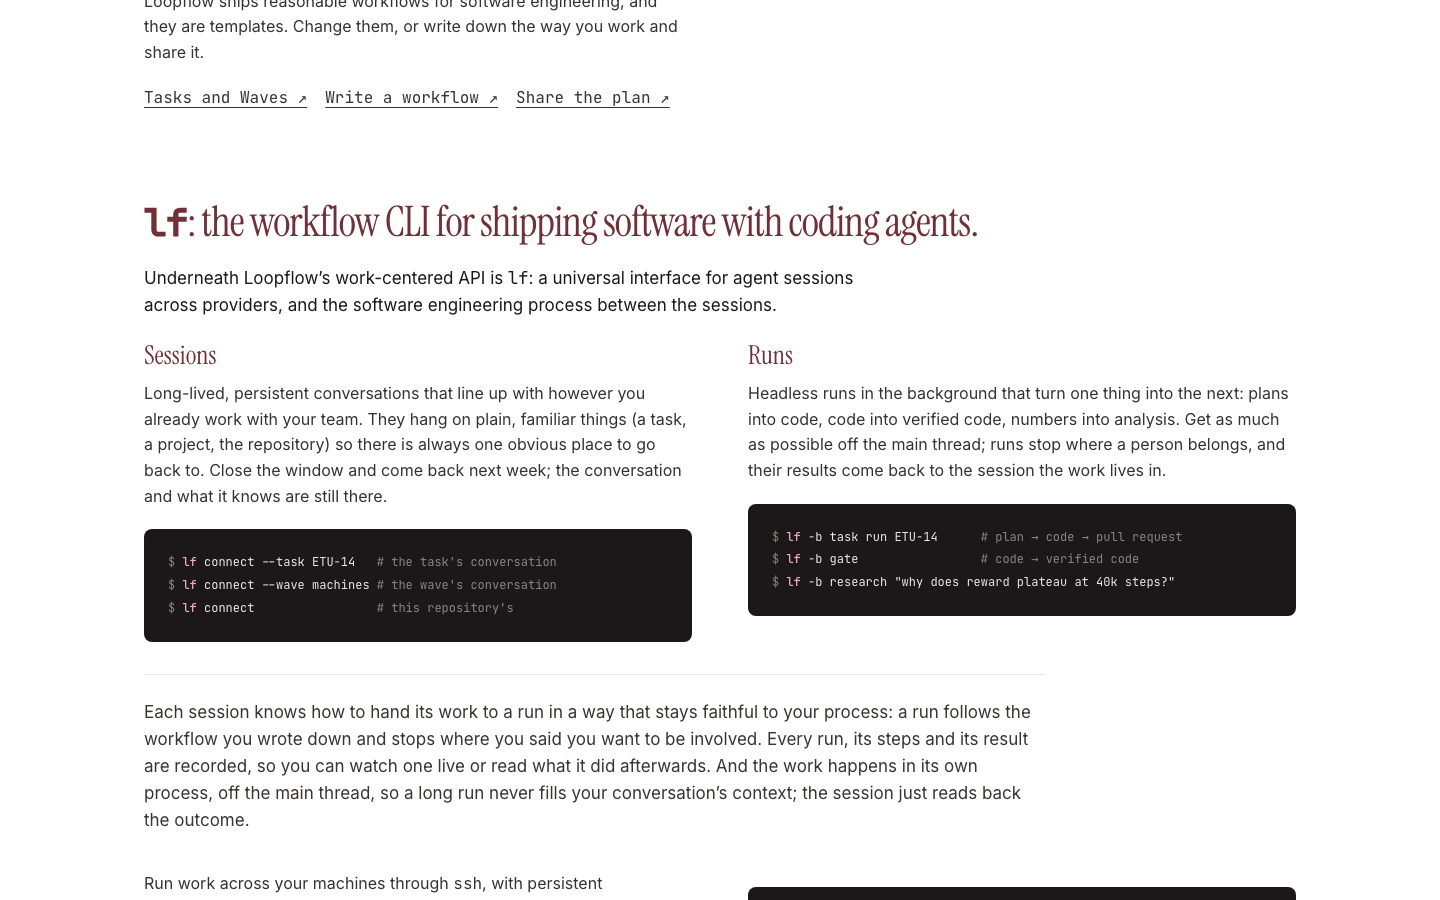 Loopflow ships reasonable workflows for software engineering, and
they are templates. Change them, or write down the way you work and
share it.
Tasks and Waves ↗ Write a workflow ↗ Share the plan ↗
lf: the workflow CLI for shipping software with coding agents.
Underneath Loopflow’s work-centered API is lf: a universal interface for agent sessions
across providers, and the software engineering process between the sessions.
Sessions
Long-lived, persistent conversations that line up with however you
already work with your team. They hang on plain, familiar things (a task,
a project, the repository) so there is always one obvious place to go
back to. Close the window and come back next week; the conversation
and what it knows are still there.
$ lf connect --task ETU-14 # the task's conversation
$ lf connect --wave machines # the wave's conversation
$ lf connect # this repository's
Runs
Headless runs in the background that turn one thing into the next: plans
into code, code into verified code, numbers into analysis. Get as much
as possible off the main thread; runs stop where a person belongs, and
their results come back to the session the work lives in.
$ lf -b task run ETU-14 # plan → code → pull request
$ lf -b gate # code → verified code
$ lf -b research "why does reward plateau at 40k steps?"
Each session knows how to hand its work to a run in a way that stays faithful to your process: a run follows the
workflow you wrote down and stops where you said you want to be involved. Every run, its steps and its result
are recorded, so you can watch one live or read what it did afterwards. And the work happens in its own
process, off the main thread, so a long run never fills your conversation’s context; the session just reads back
the outcome.
Run work across your machines through ssh, with persistent